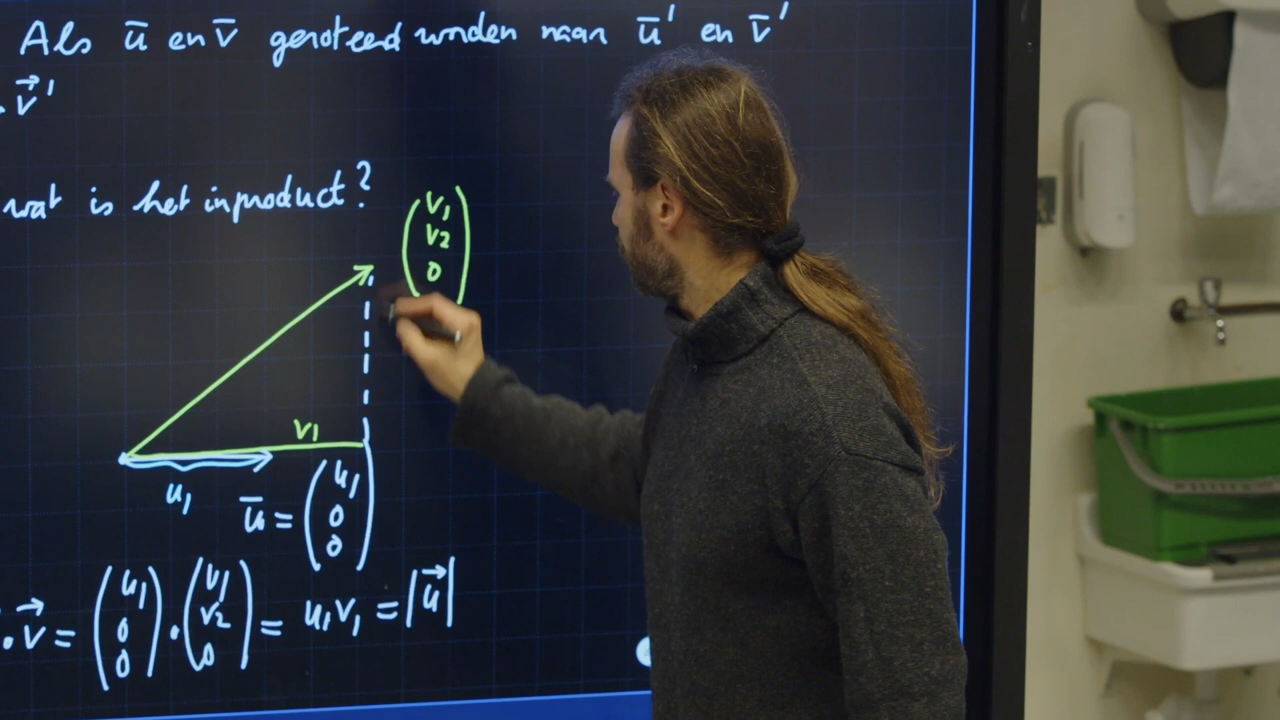 Als ū en v̄ geroteerd worden naar ū' en v̄'
. v⃗'
wat is het inproduct?
(v₁
v₂
0)
v₁
u₁
ū = (u₁
0
0)
. v⃗ = (u₁ 0 0) . (v₁ v₂ 0) = u₁v₁ = |u⃗|